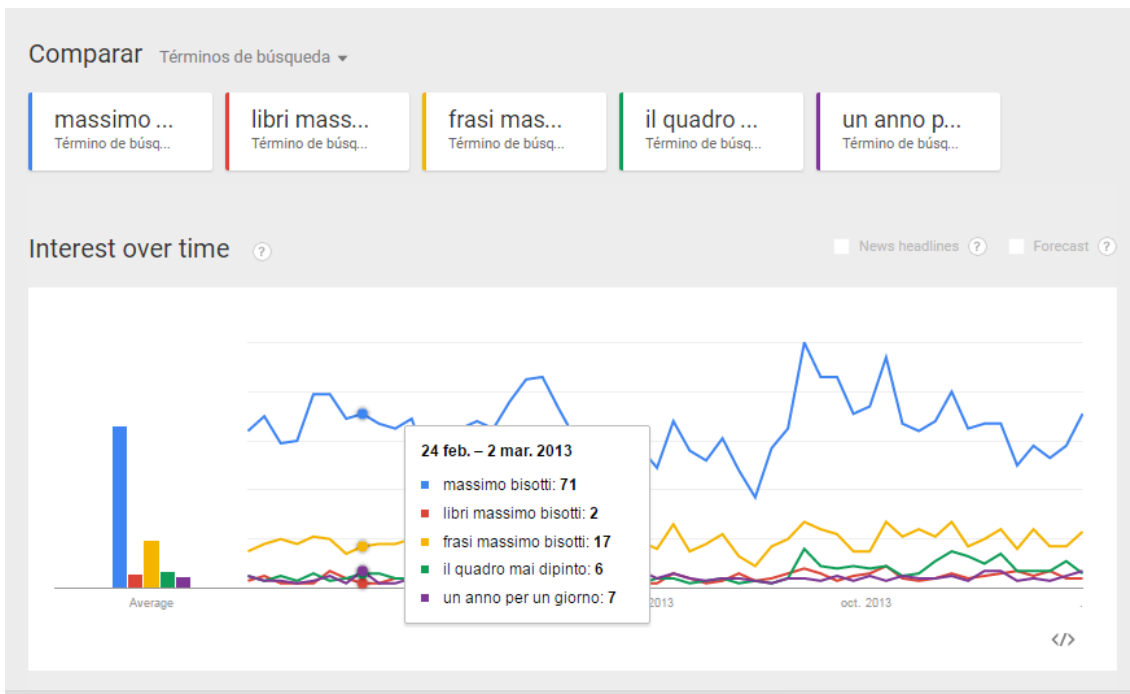 Comparar Términos de búsqueda
massimo ... libri mass... frasi mas... il quadro ... un anno p...
Término de búsq... Término de búsq... Término de búsq... Término de búsq... Término de búsq...
Interest over time ? News headlines ? Forecast ?
24 feb. – 2 mar. 2013
massimo bisotti: 71
libri massimo bisotti: 2
frasi massimo bisotti: 17
il quadro mai dipinto: 6
un anno per un giorno: 7
Average 2013 oct. 2013 .
</>